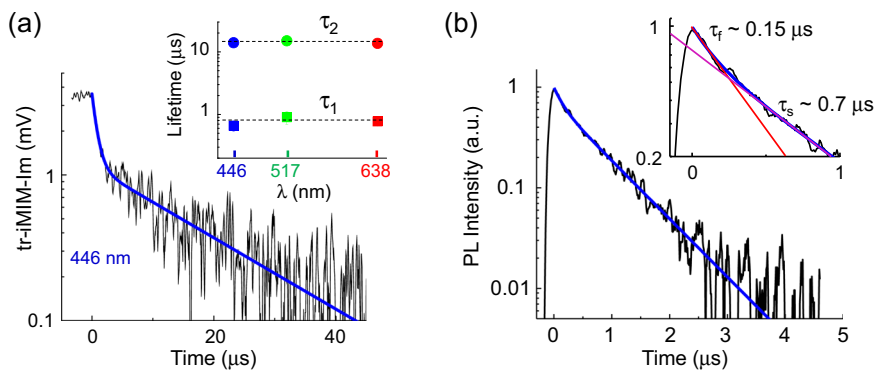 (a)
tr-iMIM-Im (mV)
1
0.1
446 nm
0
20
40
Time (μs)
Lifetime (μs)
10
1
τ2
τ1
446
517
638
λ (nm)
(b)
PL Intensity (a.u.)
1
0.1
0.01
0
1
2
3
4
5
Time (μs)
1
0.2
τf ~ 0.15 μs
τs ~ 0.7 μs
0
1